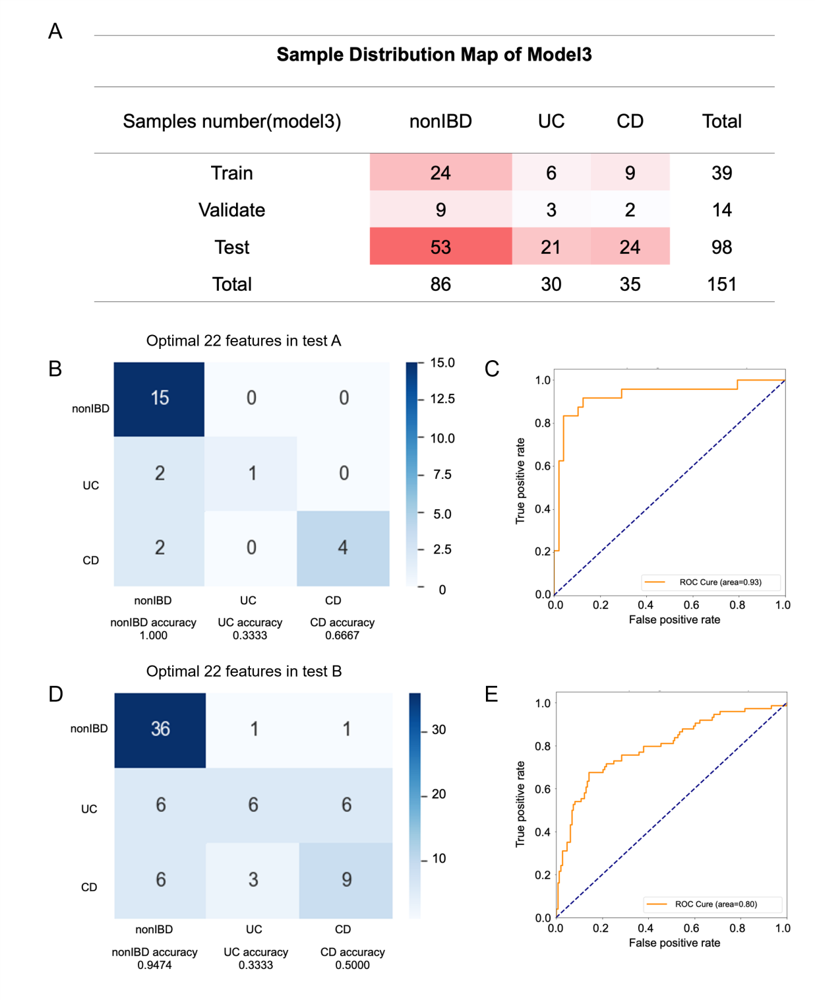 A
Sample Distribution Map of Model3
Samples number(model3) nonIBD UC CD Total
Train 24 6 9 39
Validate 9 3 2 14
Test 53 21 24 98
Total 86 30 35 151
Optimal 22 features in test A
B
15 0 0
nonIBD
2 1 0
UC
2 0 4
CD
nonIBD UC CD
nonIBD accuracy UC accuracy CD accuracy
1.000 0.3333 0.6667
15.0
12.5
10.0
7.5
5.0
2.5
0
C
1.0
0.8
0.6
0.4
0.2
0.0
True positive rate
ROC Cure (area=0.93)
0.0 0.2 0.4 0.6 0.8 1.0
False positive rate
Optimal 22 features in test B
D
36 1 1
nonIBD
6 6 6
UC
6 3 9
CD
nonIBD UC CD
nonIBD accuracy UC accuracy CD accuracy
0.9474 0.3333 0.5000
30
20
10
E
1.0
0.8
0.6
0.4
0.2
0.0
True positive rate
ROC Cure (area=0.80)
0.0 0.2 0.4 0.6 0.8 1.0
False positive rate